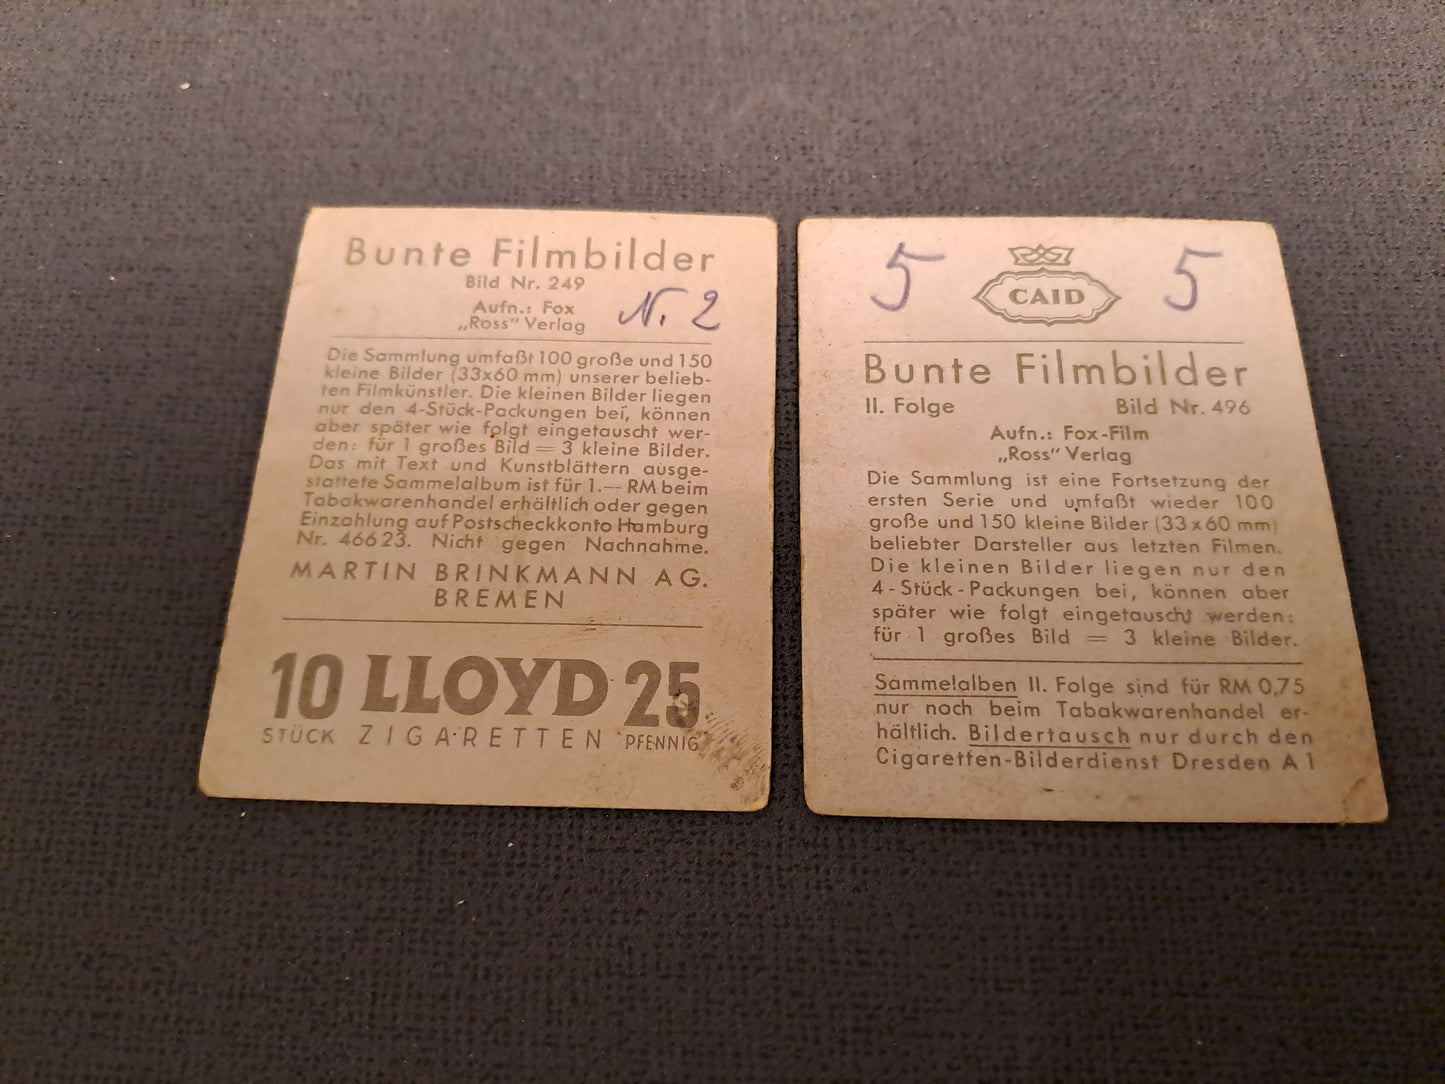 Bunte Filmbilder
Bild Nr. 249
Aufn.: Fox
„Ross" Verlag
N. 2
Die Sammlung umfaßt 100 große und 150
kleine Bilder (33x60 mm) unserer belieb-
ten Filmkünstler. Die kleinen Bilder liegen
nur den 4-Stück-Packungen bei, können
aber später wie folgt eingetauscht wer-
den: für 1 großes Bild = 3 kleine Bilder.
Das mit Text und Kunstblättern ausge-
stattete Sammelalbum ist für 1.— RM beim
Tabakwarenhandel erhältlich oder gegen
Einzahlung auf Postscheckkonto Hamburg
Nr. 46623. Nicht gegen Nachnahme.
MARTIN BRINKMANN AG.
BREMEN
10 LLOYD 25
STÜCK ZIGARETTEN PFENNIG
5 CAID 5
Bunte Filmbilder
II. Folge Bild Nr. 496
Aufn.: Fox-Film
„Ross" Verlag
Die Sammlung ist eine Fortsetzung der
ersten Serie und umfaßt wieder 100
große und 150 kleine Bilder (33x60 mm)
beliebter Darsteller aus letzten Filmen.
Die kleinen Bilder liegen nur den
4-Stück-Packungen bei, können aber
später wie folgt eingetauscht werden:
für 1 großes Bild = 3 kleine Bilder.
Sammelalben II. Folge sind für RM 0,75
nur noch beim Tabakwarenhandel er-
hältlich. Bildertausch nur durch den
Cigaretten-Bilderdienst Dresden A 1